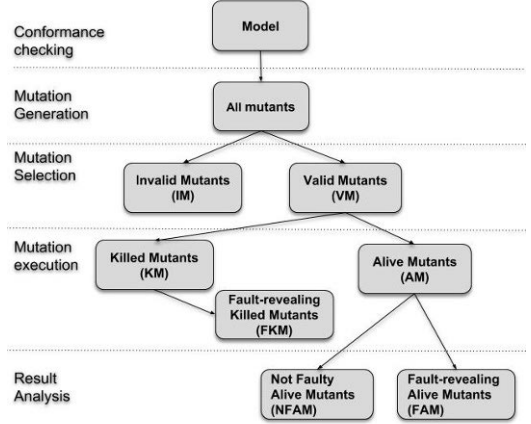 Conformance
checking
Model
Mutation
Generation
All mutants
Mutation
Selection
Invalid Mutants
(IM)
Valid Mutants
(VM)
Mutation
execution
Killed Mutants
(KM)
Alive Mutants
(AM)
Fault-revealing
Killed Mutants
(FKM)
Result
Analysis
Not Faulty
Alive Mutants
(NFAM)
Fault-revealing
Alive Mutants
(FAM)